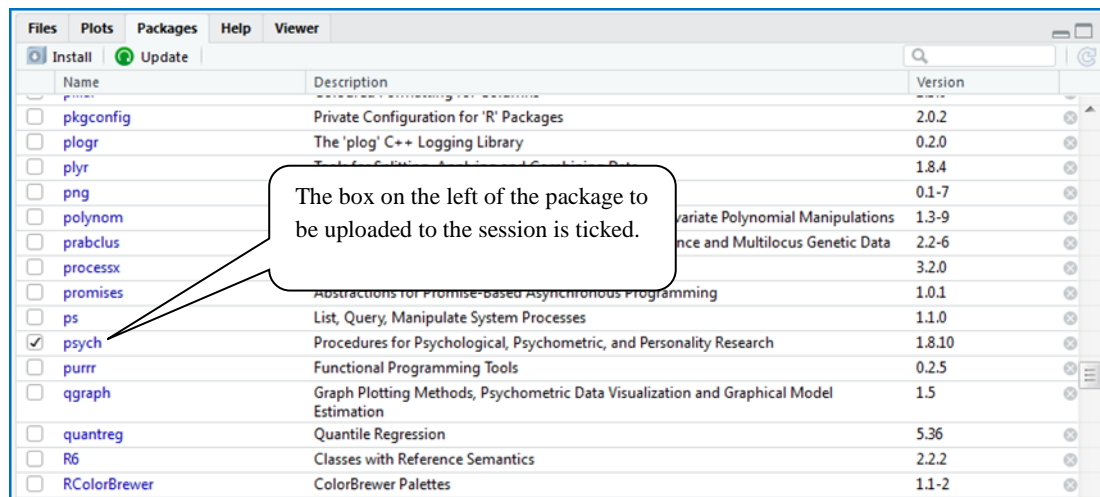 Files Plots Packages Help Viewer
Install Update
Name Description Version
pkgconfig Private Configuration for 'R' Packages 2.0.2
plogr The 'plog' C++ Logging Library 0.2.0
plyr 1.8.4
png 0.1-7
polynom variate Polynomial Manipulations 1.3-9
prabclus nce and Multilocus Genetic Data 2.2-6
processx 3.2.0
promises Abstractions for Promise-Based Asynchronous Programming 1.0.1
ps List, Query, Manipulate System Processes 1.1.0
psych Procedures for Psychological, Psychometric, and Personality Research 1.8.10
purrr Functional Programming Tools 0.2.5
qgraph Graph Plotting Methods, Psychometric Data Visualization and Graphical Model 1.5
Estimation
quantreg Quantile Regression 5.36
R6 Classes with Reference Semantics 2.2.2
RColorBrewer ColorBrewer Palettes 1.1-2
The box on the left of the package to
be uploaded to the session is ticked.